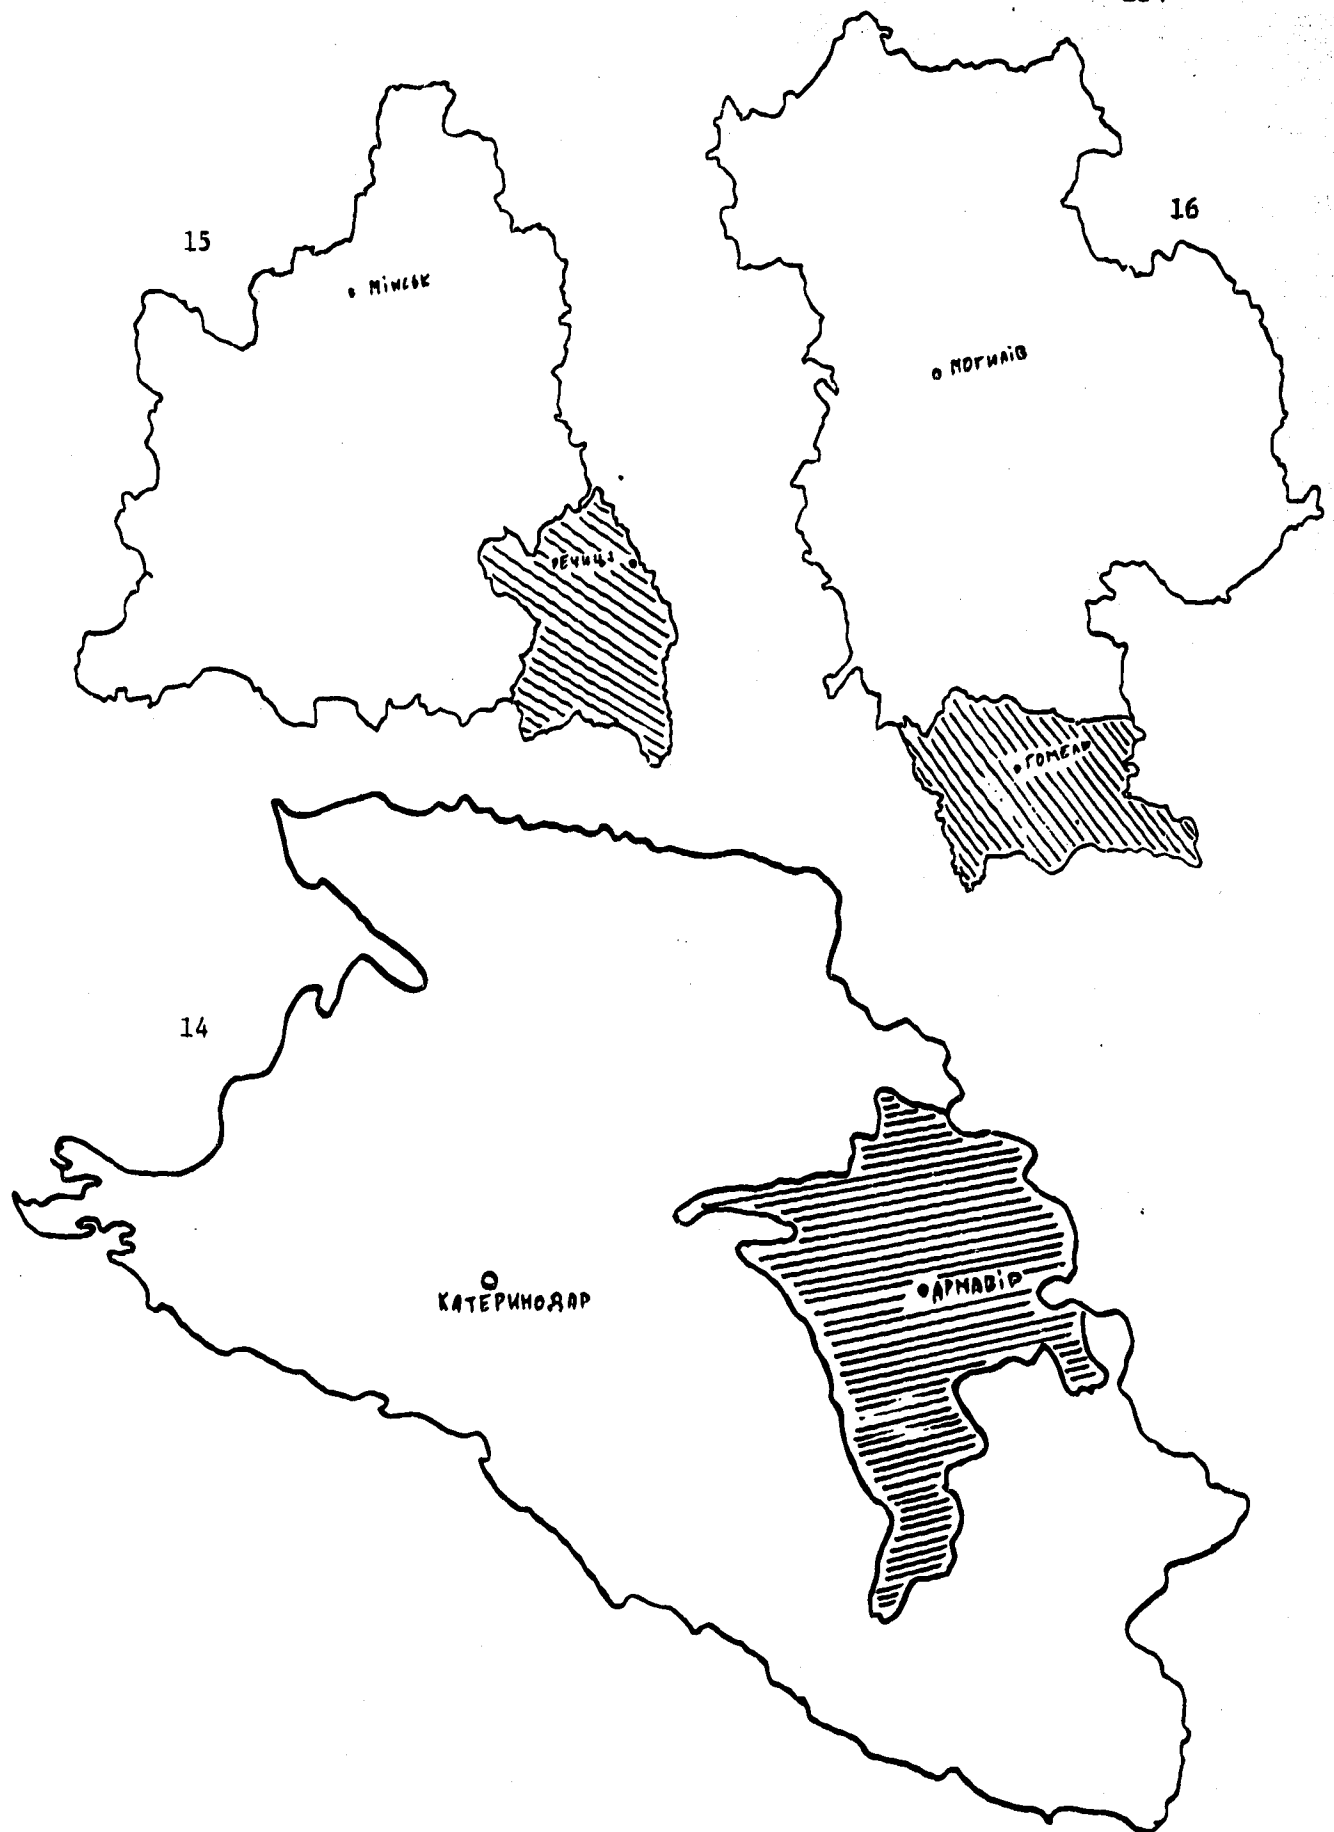 15
16
Мінськ
Могилів
Речиця
Гомель
14
Катеринодар
Армавір